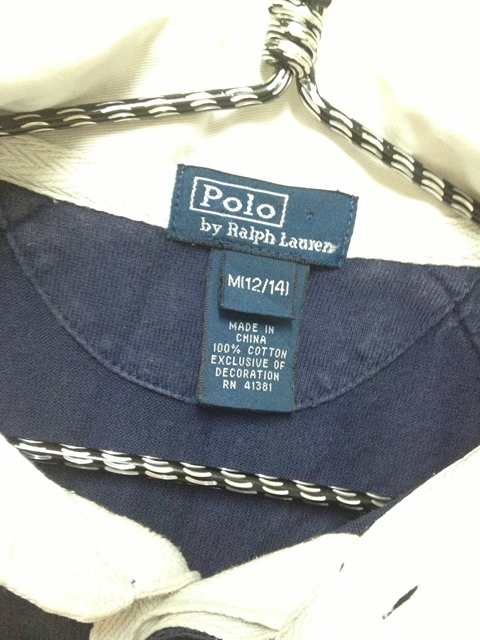 Polo
by Ralph Lauren
M(12/14)
MADE IN
CHINA
100% COTTON
EXCLUSIVE OF
DECORATION
RN 41381